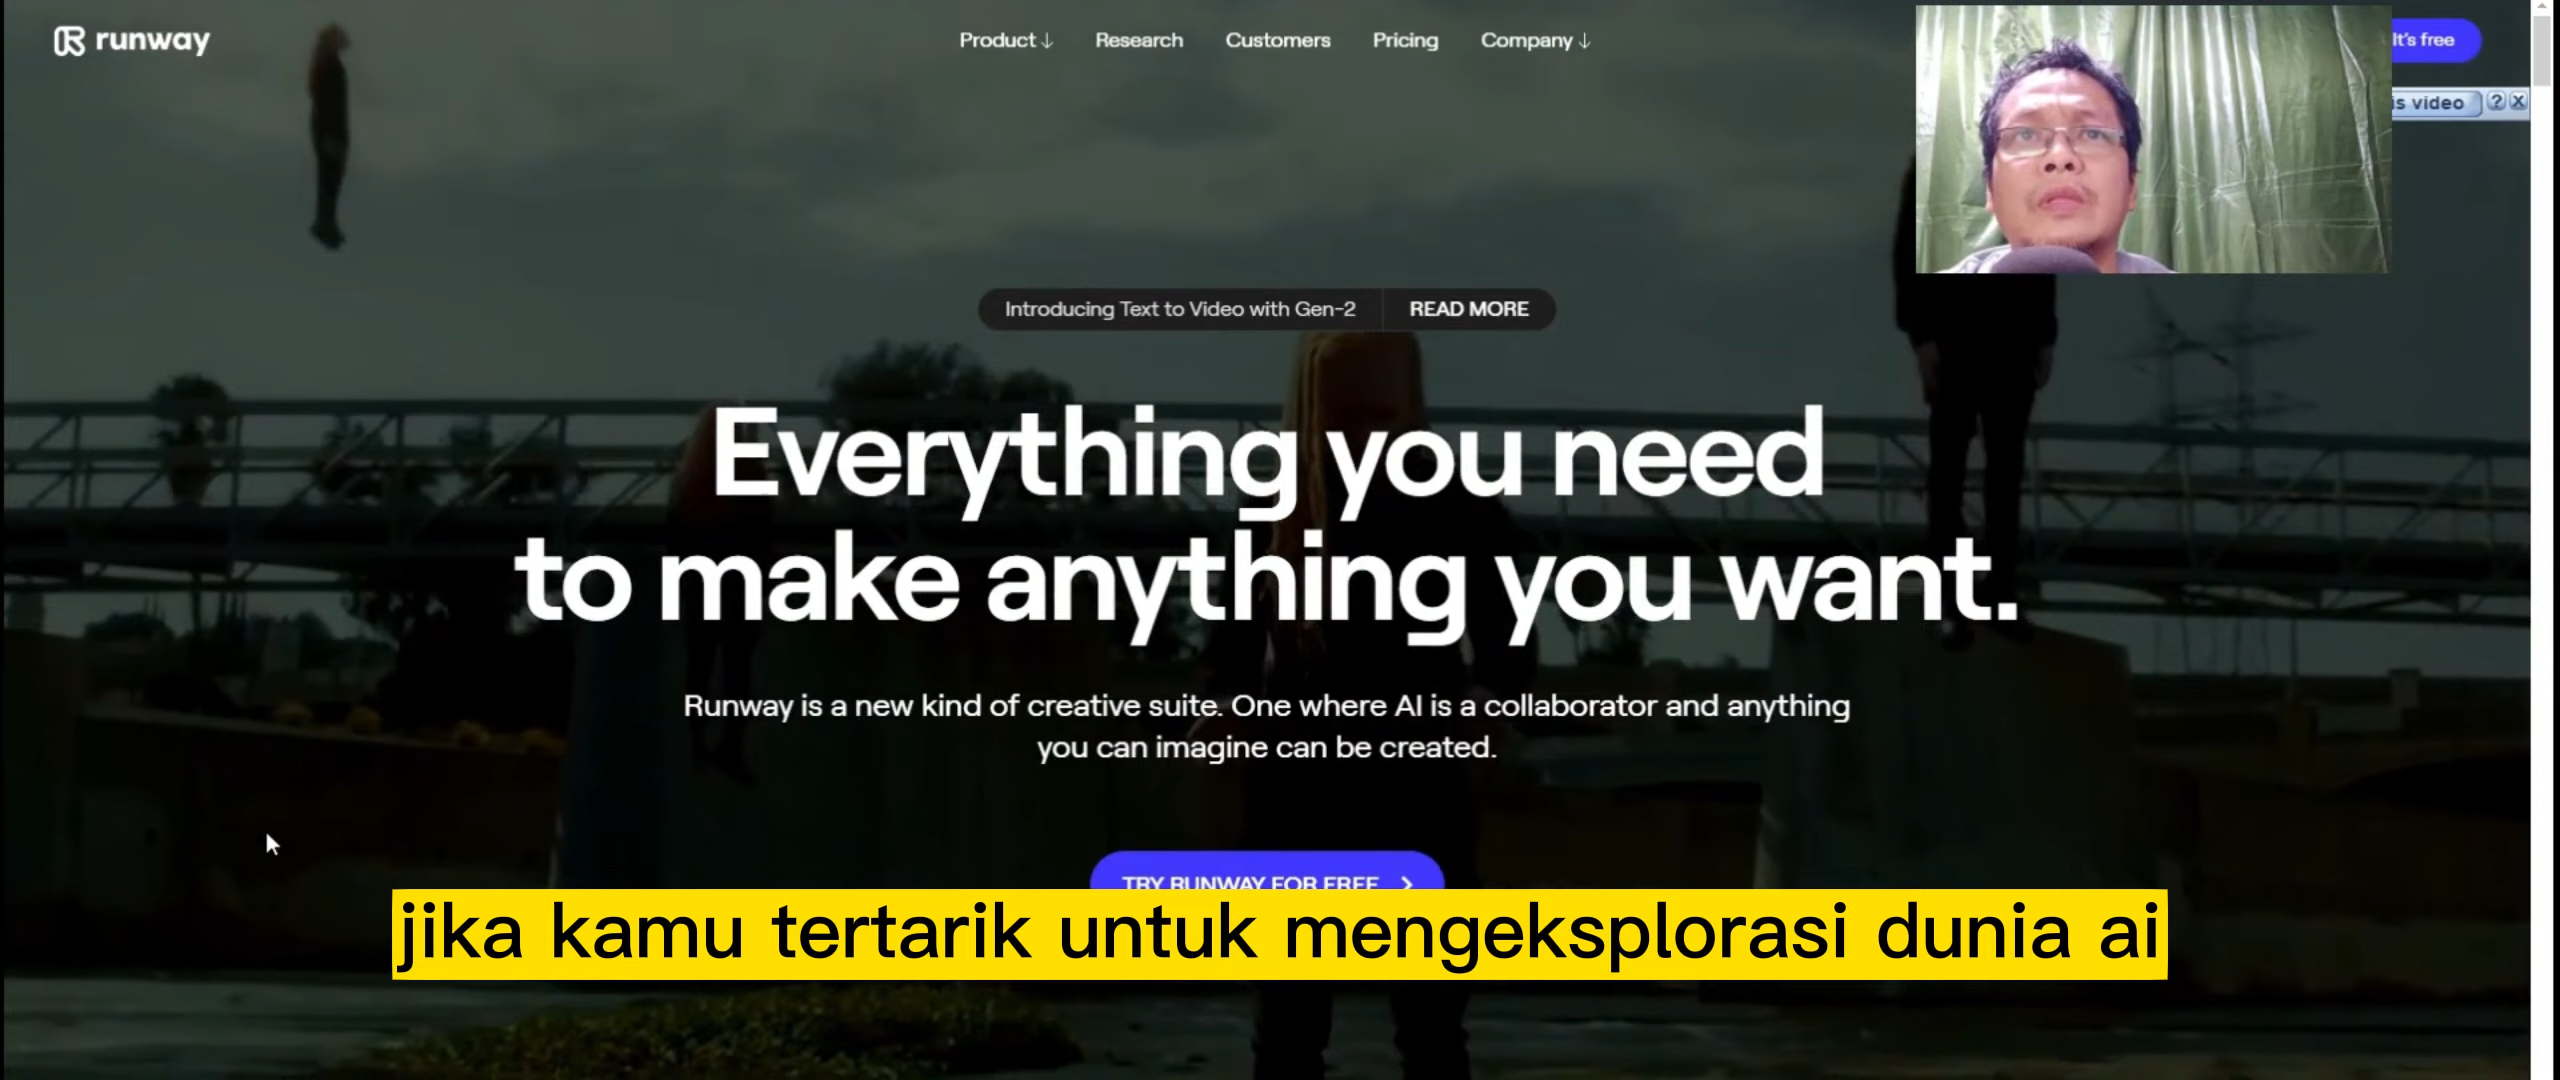 runway
Product ↓ Research Customers Pricing Company ↓
It's free
is video ? X
Introducing Text to Video with Gen-2 READ MORE
Everything you need
to make anything you want.
Runway is a new kind of creative suite. One where AI is a collaborator and anything
you can imagine can be created.
TRY RUNWAY FOR FREE >
jika kamu tertarik untuk mengeksplorasi dunia ai